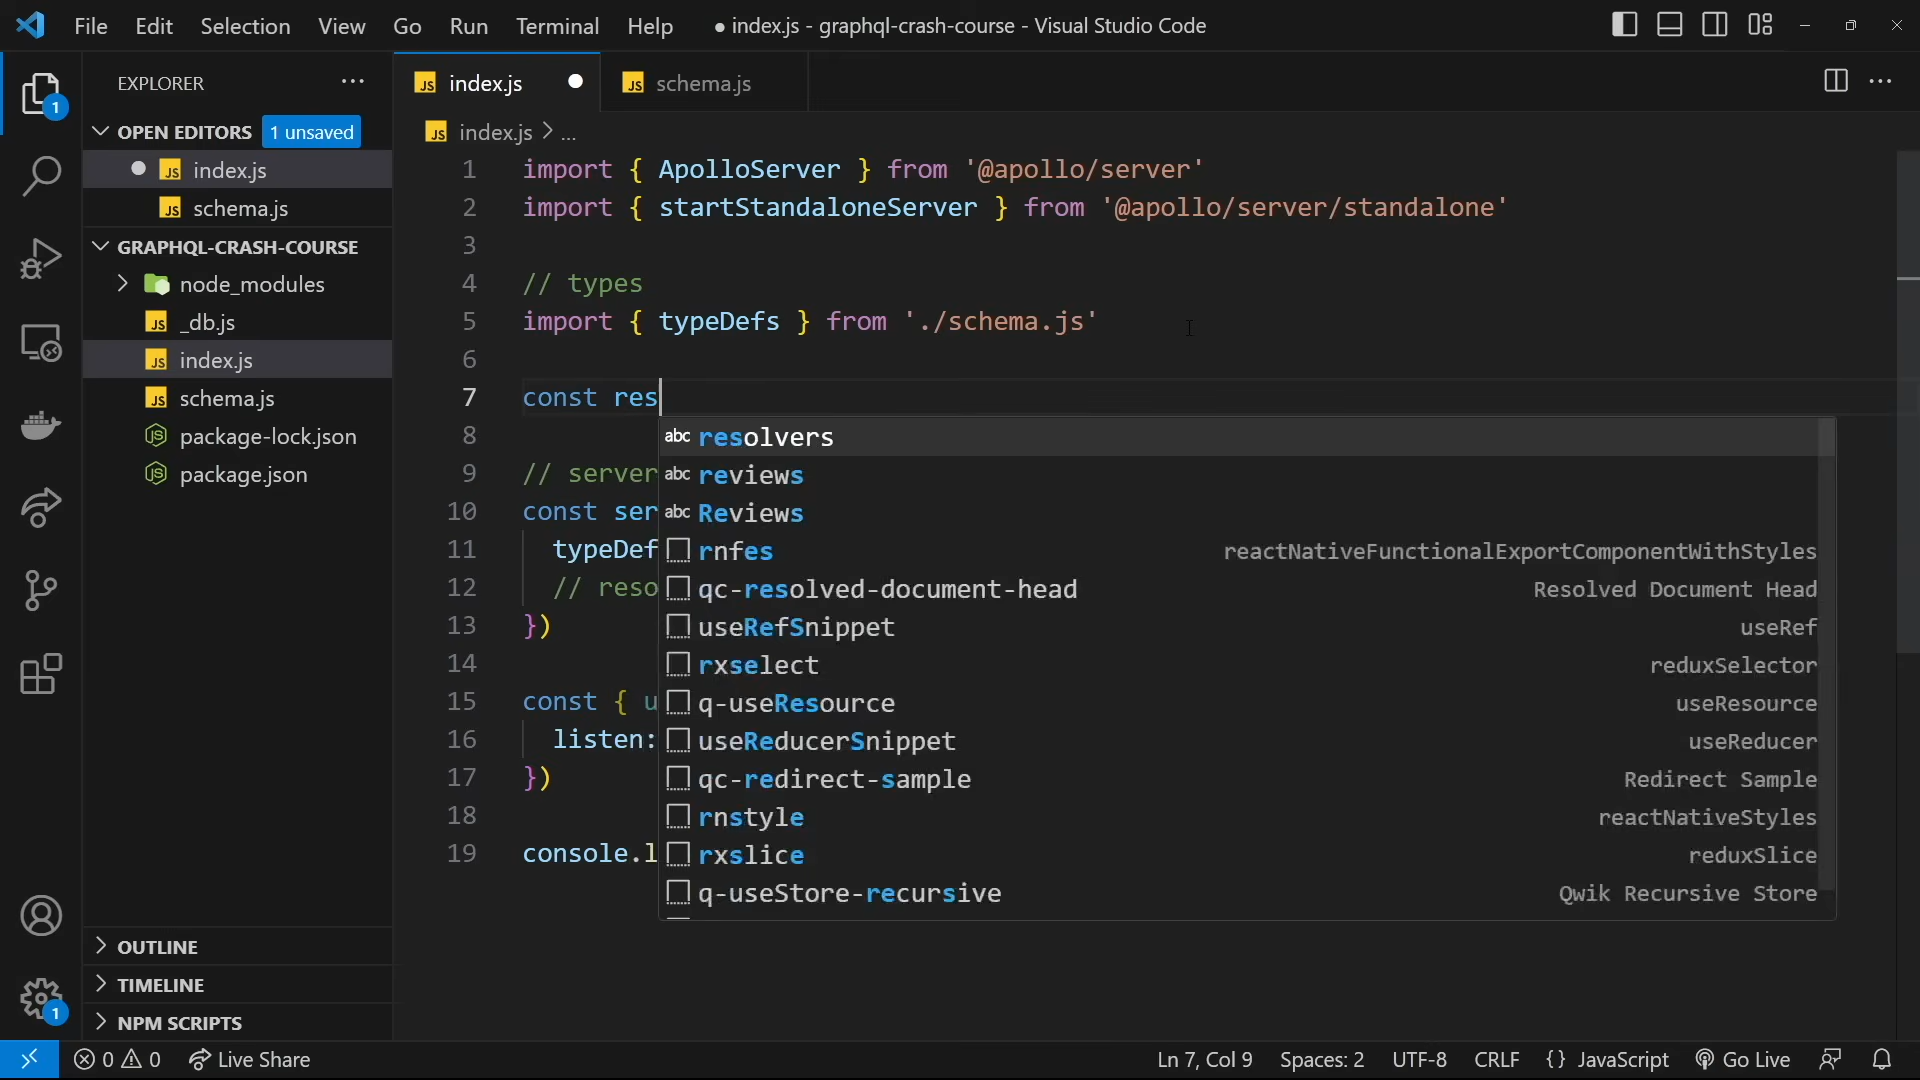 File Edit Selection View Go Run Terminal Help ● index.js - graphql-crash-course - Visual Studio Code
EXPLORER ...
OPEN EDITORS 1 unsaved
index.js
schema.js
GRAPHQL-CRASH-COURSE
node_modules
_db.js
index.js
schema.js
package-lock.json
package.json
OUTLINE
TIMELINE
NPM SCRIPTS
1
1
JS index.js
JS schema.js
JS index.js > ...
1 import { ApolloServer } from '@apollo/server'
2 import { startStandaloneServer } from '@apollo/server/standalone'
3
4 // types
5 import { typeDefs } from './schema.js'
6
7 const res
8
9 // server
10 const ser
11 typeDef
12 // reso
13 })
14
15 const { u
16 listen:
17 })
18
19 console.l
abc resolvers
abc reviews
abc Reviews
rnfes reactNativeFunctionalExportComponentWithStyles
qc-resolved-document-head Resolved Document Head
useRefSnippet useRef
rxselect reduxSelector
q-useResource useResource
useReducerSnippet useReducer
qc-redirect-sample Redirect Sample
rnstyle reactNativeStyles
rxslice reduxSlice
q-useStore-recursive Qwik Recursive Store
0 0 Live Share Ln 7, Col 9 Spaces: 2 UTF-8 CRLF {} JavaScript Go Live